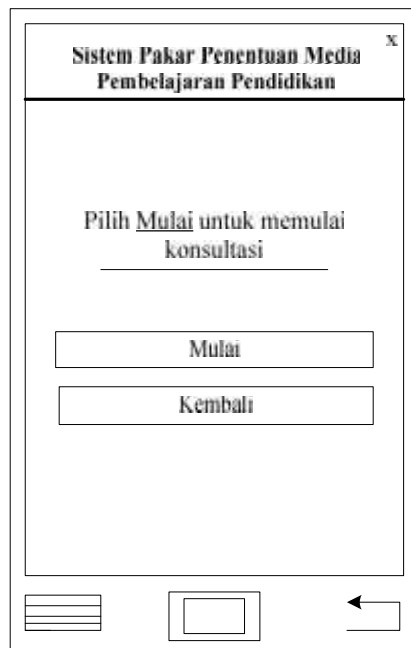 x
Sistem Pakar Penentuan Media
Pembelajaran Pendidikan
Pilih Mulai untuk memulai
konsultasi
Mulai
Kembali